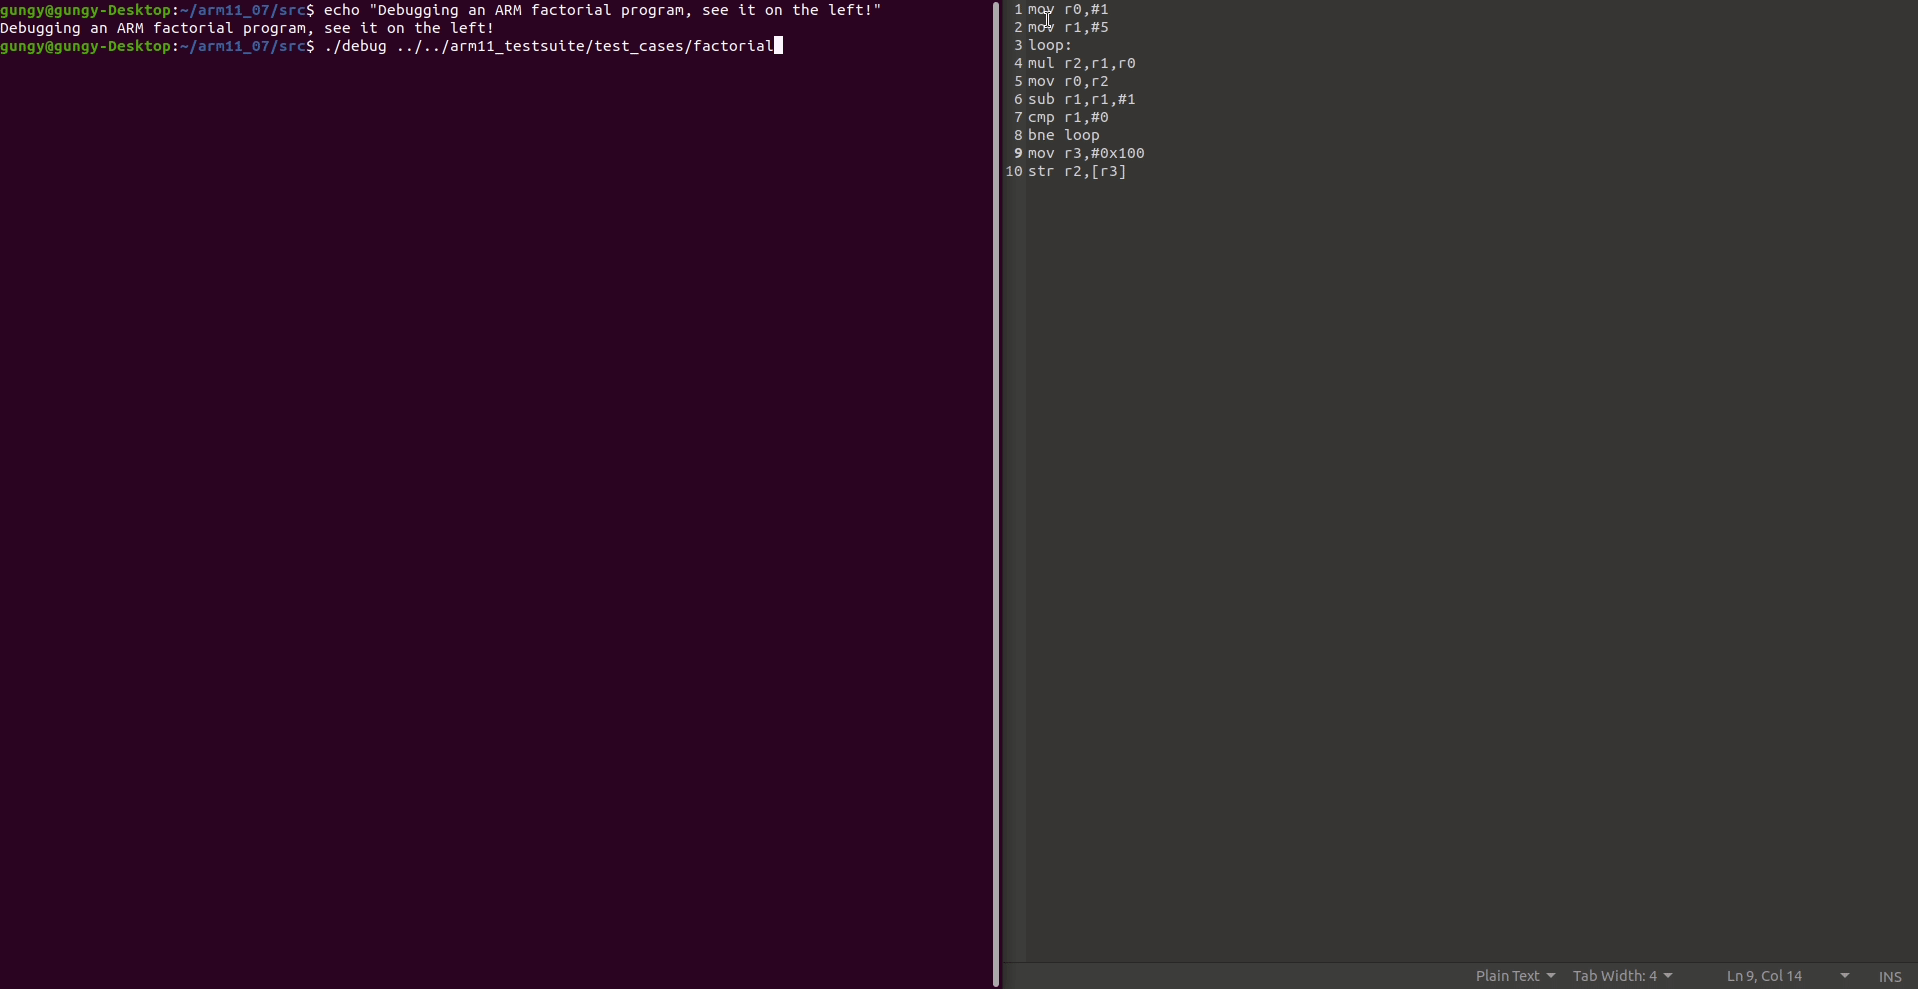 gungy@gungy-Desktop:~/arm11_07/src$ echo "Debugging an ARM factorial program, see it on the left!"
Debugging an ARM factorial program, see it on the left!
gungy@gungy-Desktop:~/arm11_07/src$ ./debug ../../arm11_testsuite/test_cases/factorial
1 mov r0,#1
2 mov r1,#5
3 loop:
4 mul r2,r1,r0
5 mov r0,r2
6 sub r1,r1,#1
7 cmp r1,#0
8 bne loop
9 mov r3,#0x100
10 str r2,[r3]
Plain Text Tab Width: 4 Ln 9, Col 14 INS